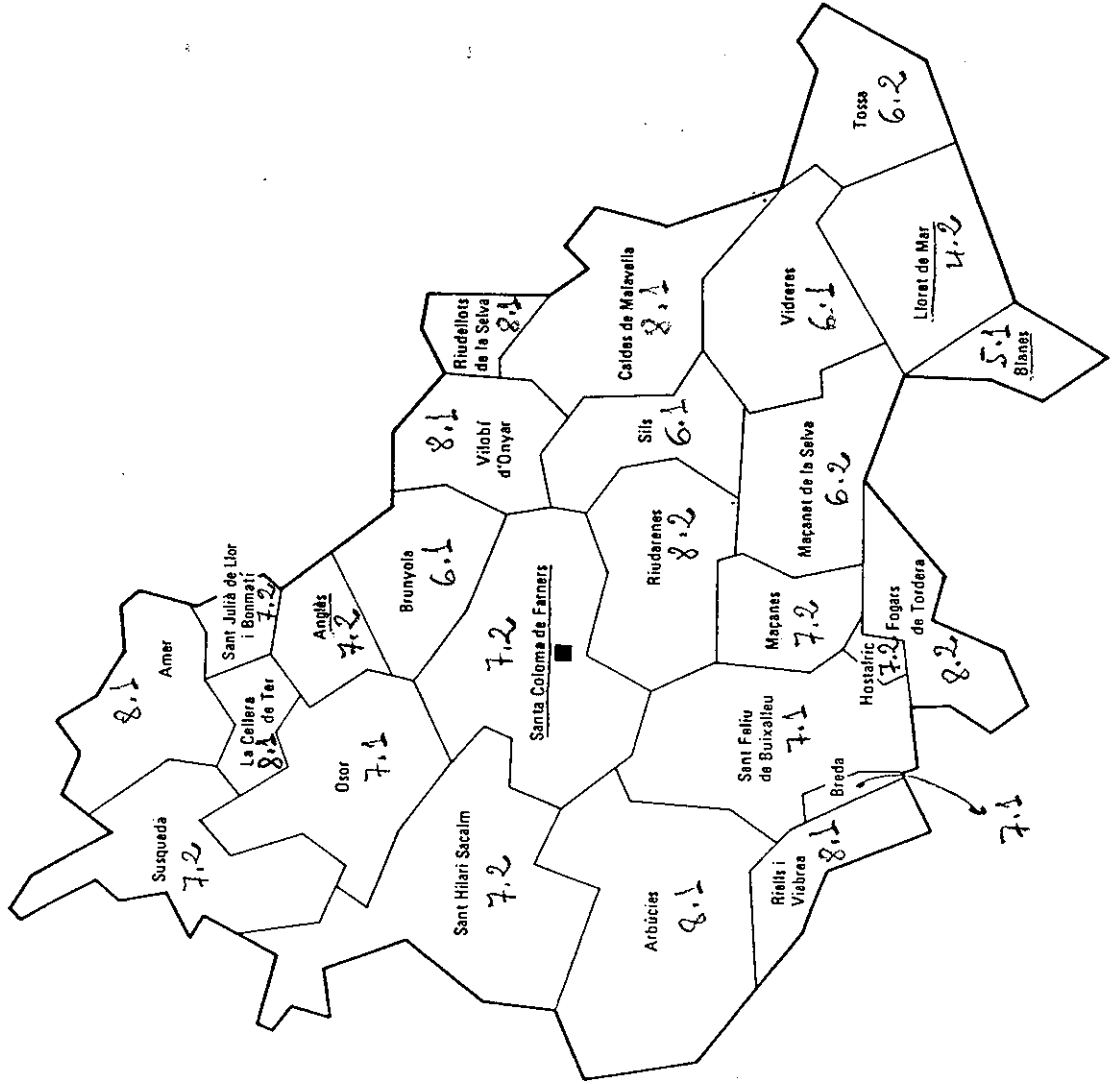 Susqueda
7.2
Amer
8.1
Sant Julià de Llor
i Bonmatí
7.2
La Cellera
de Ter
8.1
Anglès
7.2
Osor
7.1
Brunyola
6.1
Vilobí
d'Onyar
8.1
Riudellots
de la Selva
8.1
Caldes de Malavella
8.1
Sant Hilari Sacalm
7.2
Santa Coloma de Farners
7.2
Sils
6.1
Riudarenes
8.2
Vidreres
6.1
Tossa
6.2
Lloret de Mar
4.2
5.1
Blanes
Maçanet de la Selva
6.2
Maçanes
7.2
Arbúcies
8.1
Sant Feliu
de Buixalleu
7.1
Hostalric
7.2
Fogars
de Tordera
8.2
Breda
7.1
Riells i
Viabrea
8.1